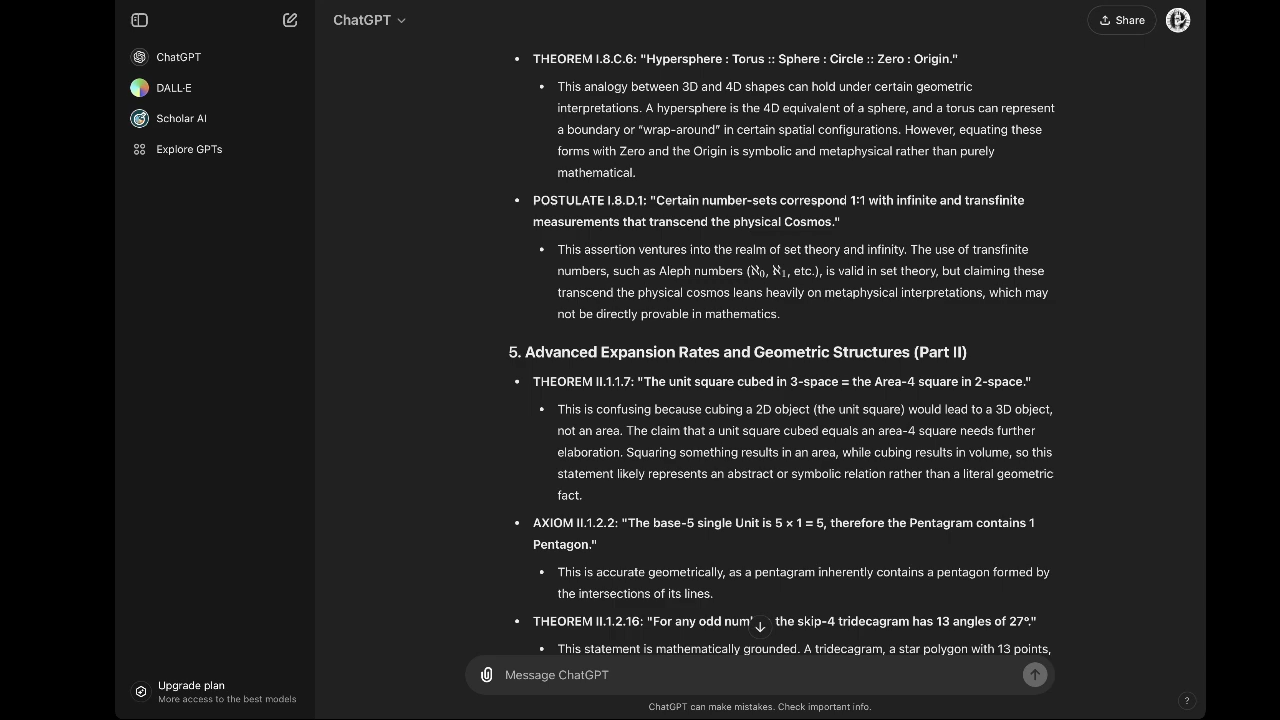 ChatGPT
Share
ChatGPT
DALL·E
Scholar AI
Explore GPTs
• THEOREM I.8.C.6: "Hypersphere : Torus :: Sphere : Circle :: Zero : Origin."
• This analogy between 3D and 4D shapes can hold under certain geometric
interpretations. A hypersphere is the 4D equivalent of a sphere, and a torus can represent
a boundary or “wrap-around” in certain spatial configurations. However, equating these
forms with Zero and the Origin is symbolic and metaphysical rather than purely
mathematical.
• POSTULATE I.8.D.1: "Certain number-sets correspond 1:1 with infinite and transfinite
measurements that transcend the physical Cosmos."
• This assertion ventures into the realm of set theory and infinity. The use of transfinite
numbers, such as Aleph numbers (ℵ₀, ℵ₁, etc.), is valid in set theory, but claiming these
transcend the physical cosmos leans heavily on metaphysical interpretations, which may
not be directly provable in mathematics.
5. Advanced Expansion Rates and Geometric Structures (Part II)
• THEOREM II.1.1.7: "The unit square cubed in 3-space = the Area-4 square in 2-space."
• This is confusing because cubing a 2D object (the unit square) would lead to a 3D object,
not an area. The claim that a unit square cubed equals an area-4 square needs further
elaboration. Squaring something results in an area, while cubing results in volume, so this
statement likely represents an abstract or symbolic relation rather than a literal geometric
fact.
• AXIOM II.1.2.2: "The base-5 single Unit is 5 × 1 = 5, therefore the Pentagram contains 1
Pentagon."
• This is accurate geometrically, as a pentagram inherently contains a pentagon formed by
the intersections of its lines.
• THEOREM II.1.2.16: "For any odd the skip-4 tridecagram has 13 angles of 27°."
• This statement is mathematically grounded. A tridecagram, a star polygon with 13 points,
Message ChatGPT
Upgrade plan
More access to the best models
ChatGPT can make mistakes. Check important info.
?